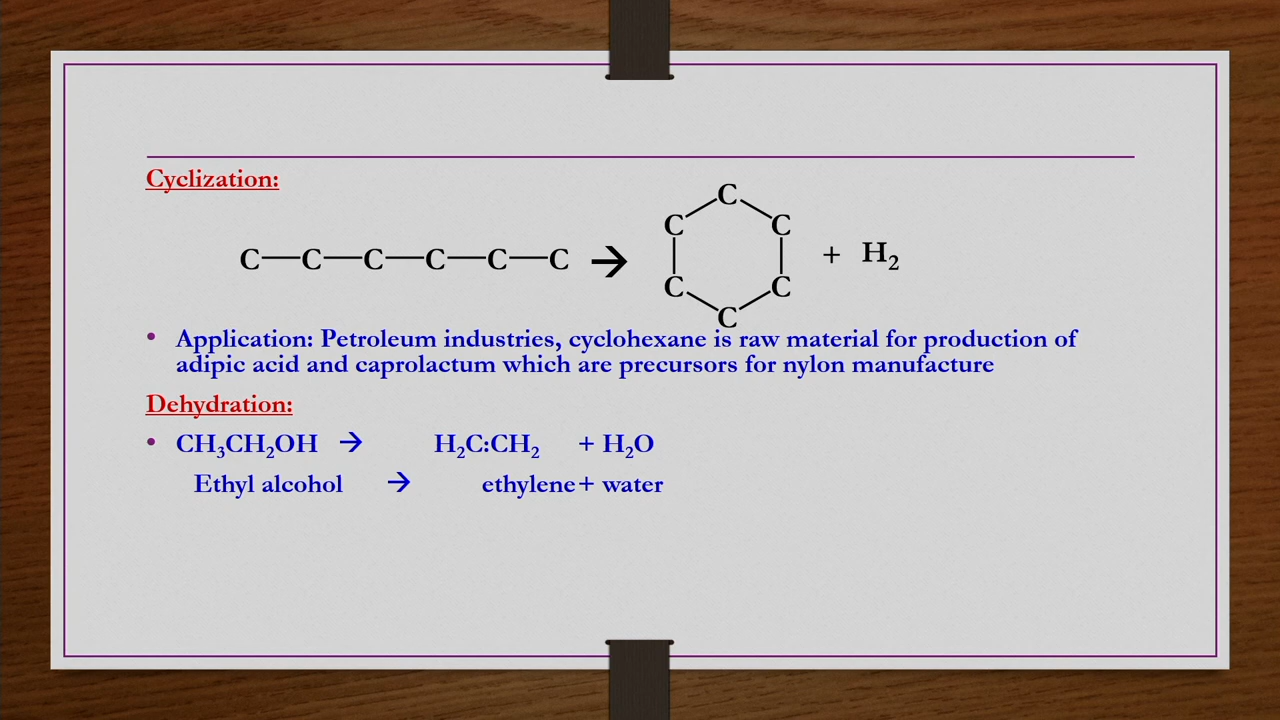 Cyclization:
C—C—C—C—C—C → C C C C C C + H₂
• Application: Petroleum industries, cyclohexane is raw material for production of
adipic acid and caprolactum which are precursors for nylon manufacture
Dehydration:
• CH₃CH₂OH → H₂C:CH₂ + H₂O
Ethyl alcohol → ethylene + water